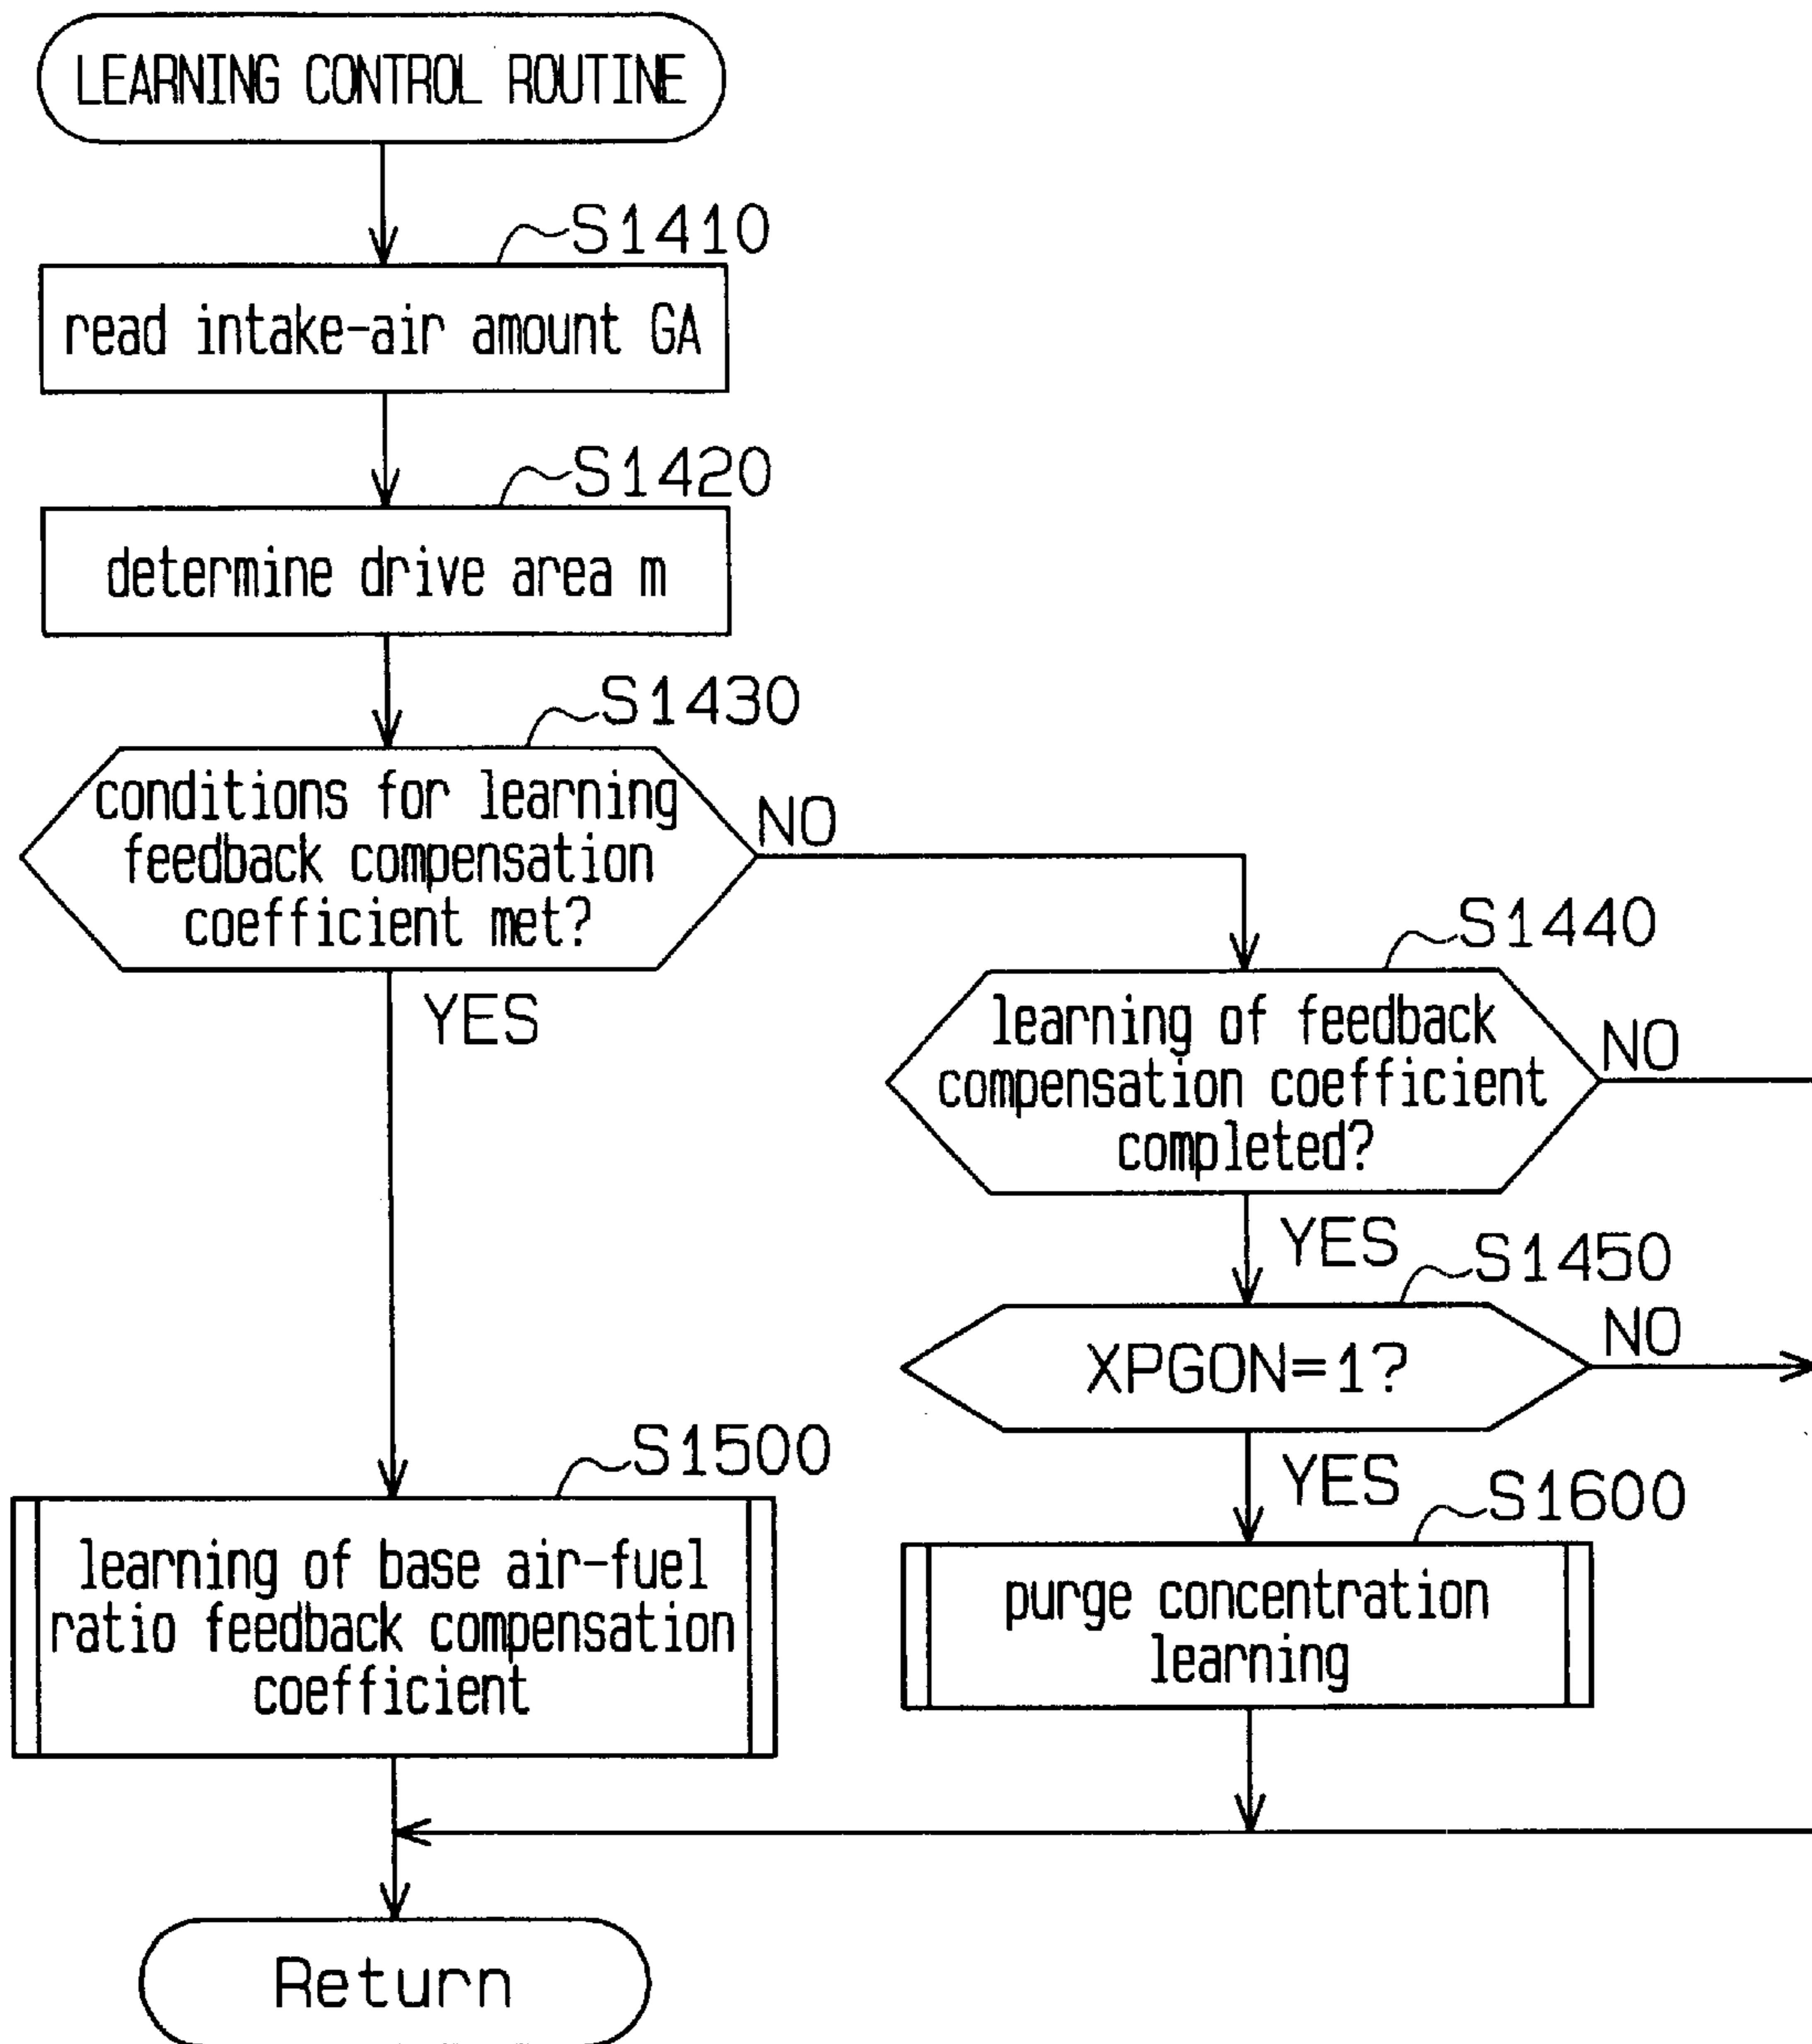 LEARNING CONTROL ROUTINE
S1410
read intake-air amount GA
S1420
determine drive area m
S1430
conditions for learning
feedback compensation
coefficient met?
NO
YES
S1440
learning of feedback
compensation coefficient
completed?
NO
YES
S1450
XPGON=1?
NO
YES
S1500
learning of base air-fuel
ratio feedback compensation
coefficient
S1600
purge concentration
learning
Return